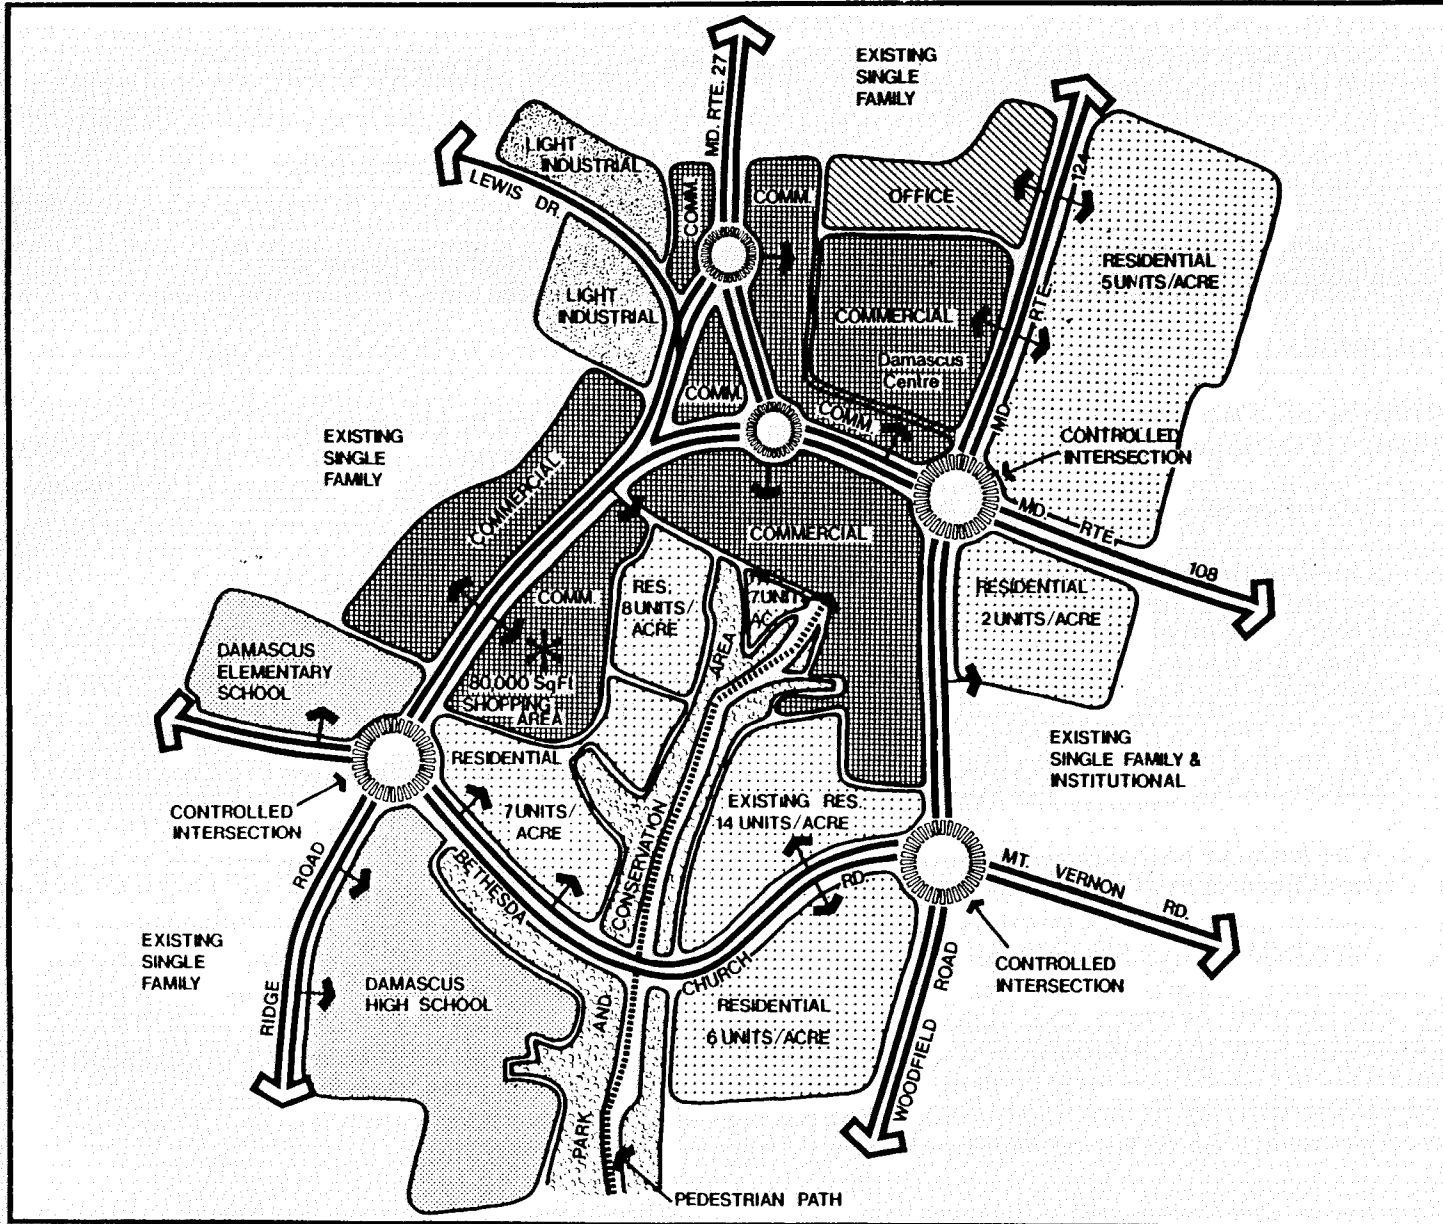 EXISTING
SINGLE
FAMILY
MD. RTE. 27
LIGHT
INDUSTRIAL
LEWIS DR.
COMM.
COMM.
OFFICE
124
RTE.
MD.
RESIDENTIAL
5 UNITS/ACRE
LIGHT
INDUSTRIAL
COMMERCIAL
Damascus
Centre
COMM.
COMM.
EXISTING
SINGLE
FAMILY
CONTROLLED
INTERSECTION
COMMERCIAL
MD. RTE. 108
COMMERCIAL
RES.
8 UNITS/
ACRE
7 UNITS/
AC.
RESIDENTIAL
2 UNITS/ACRE
COMM.
80,000 SqFt
SHOPPING
AREA
DAMASCUS
ELEMENTARY
SCHOOL
RESIDENTIAL
7 UNITS/
ACRE
EXISTING
SINGLE FAMILY &
INSTITUTIONAL
CONTROLLED
INTERSECTION
EXISTING RES.
14 UNITS/ACRE
PARK AND CONSERVATION AREA
BETHESDA CHURCH RD.
MT. VERNON RD.
RIDGE ROAD
EXISTING
SINGLE
FAMILY
DAMASCUS
HIGH SCHOOL
RESIDENTIAL
6 UNITS/ACRE
WOODFIELD ROAD
CONTROLLED
INTERSECTION
PEDESTRIAN PATH